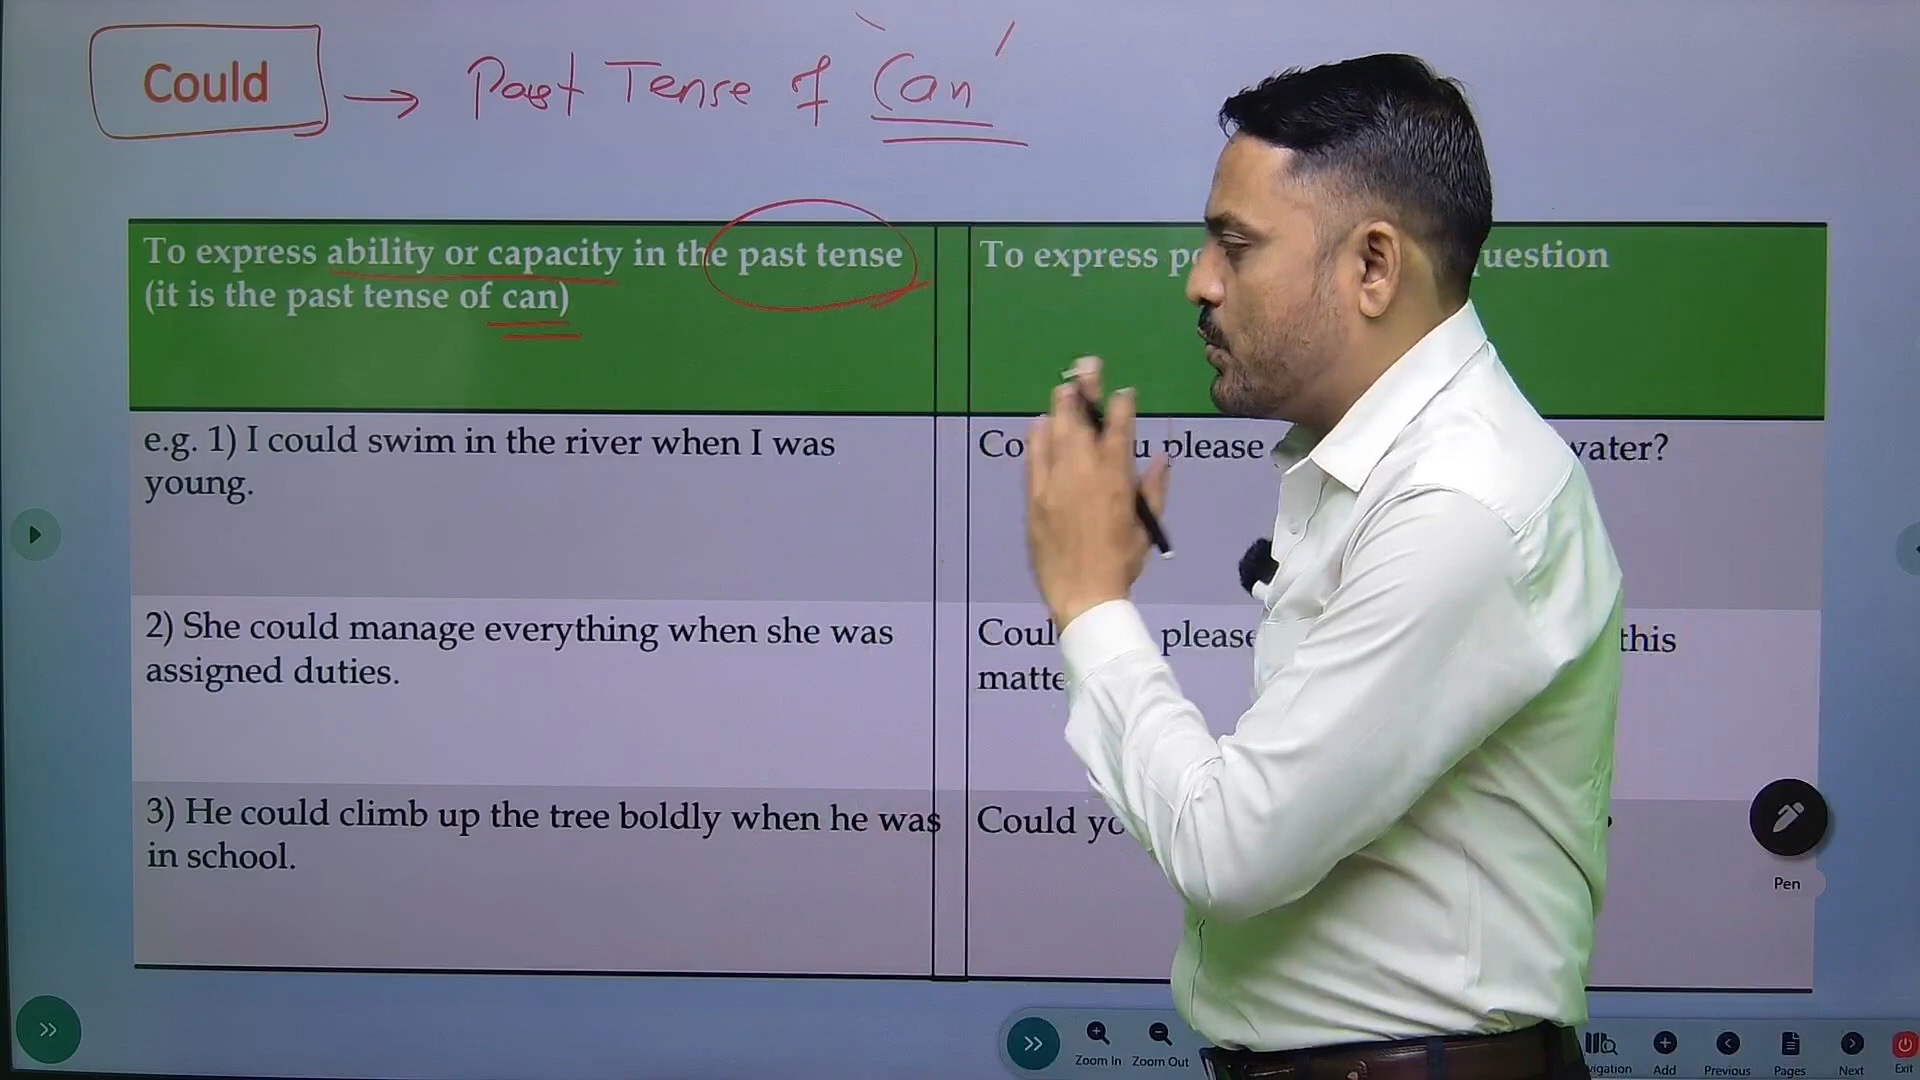 Could → Past Tense of 'Can'
To express ability or capacity in the past tense
(it is the past tense of can)
To express question
e.g. 1) I could swim in the river when I was
young.
please water?
2) She could manage everything when she was
assigned duties.
please this
3) He could climb up the tree boldly when he was
in school.
Could
Pen
Zoom In
Zoom Out
Add
Previous
Pages
Next
Exit